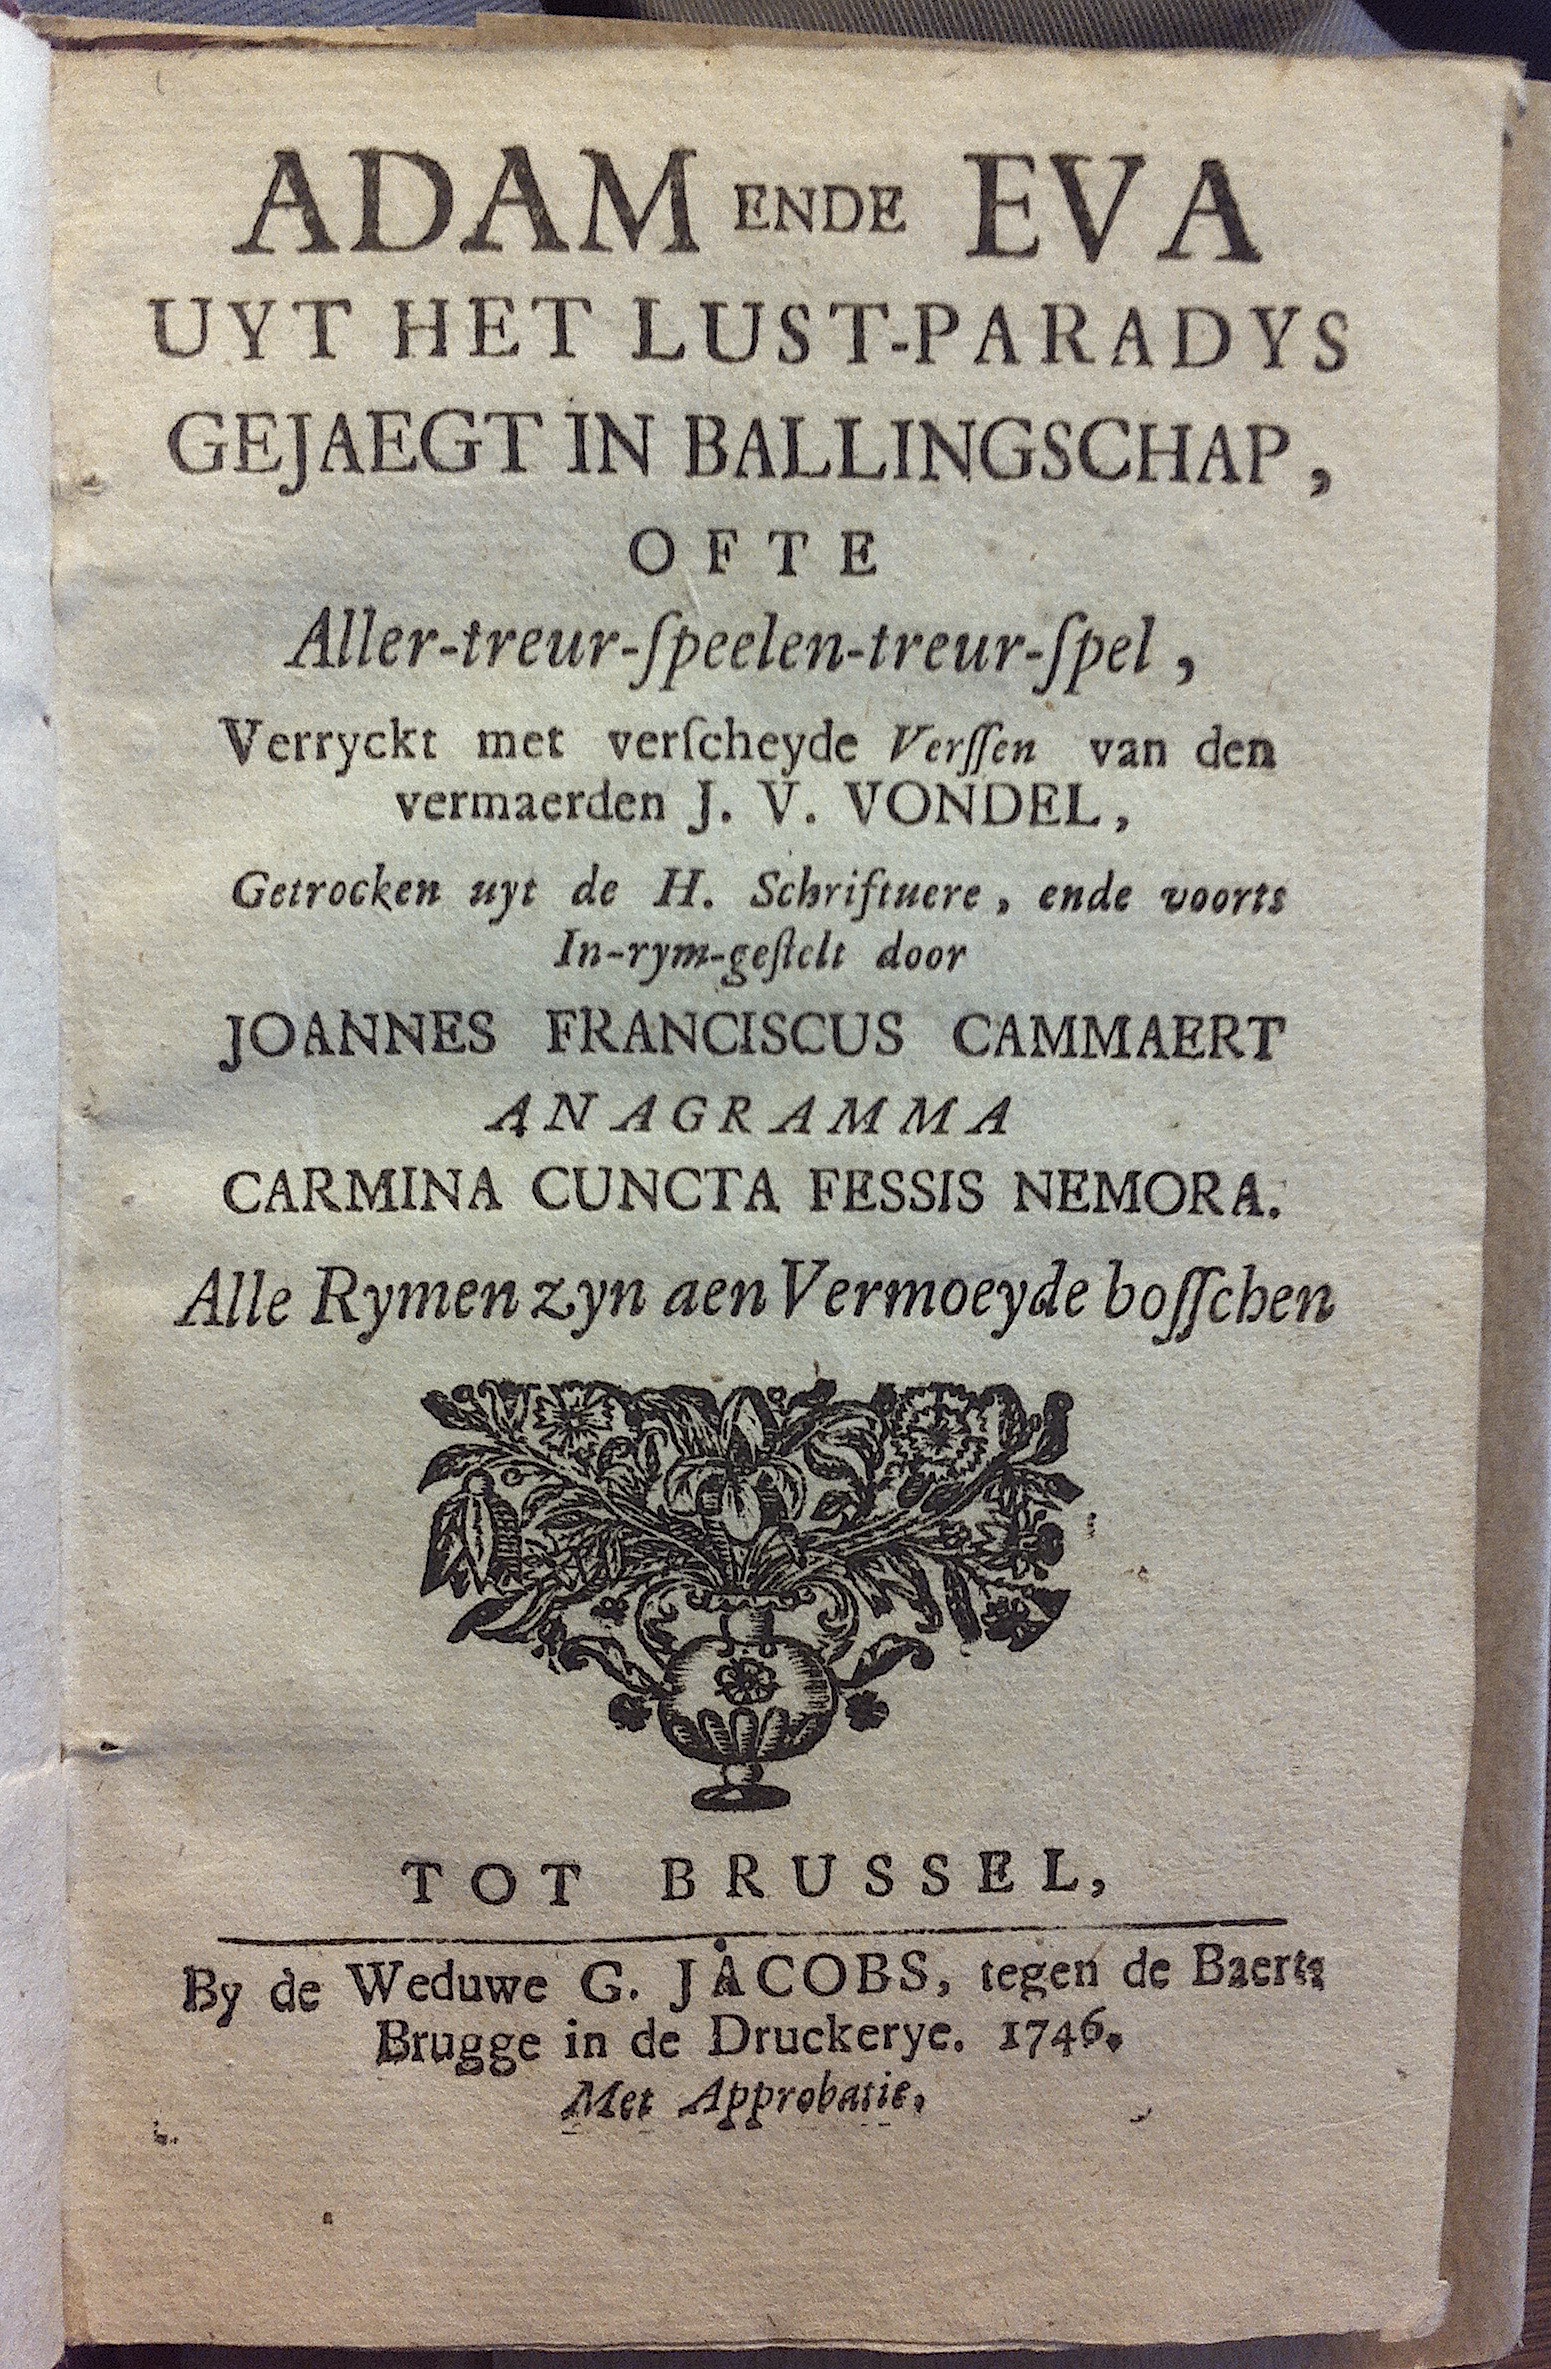 ADAM ENDE EVA
UYT HET LUST-PARADYS
GEJAEGT IN BALLINGSCHAP,
OFTE
Aller-treur-ſpeelen-treur-ſpel,
Verryckt met verſcheyde Verſſen van den
vermaerden J. V. VONDEL,
Getrocken uyt de H. Schriftuere, ende voorts
In-rym-geſtelt door
JOANNES FRANCISCUS CAMMAERT
ANAGRAMMA
CARMINA CUNCTA FESSIS NEMORA.
Alle Rymen zyn aen Vermoeyde boſſchen
TOT BRUSSEL,
By de Weduwe G. JACOBS, tegen de Baerts
Brugge in de Druckerye. 1746.
Met Approbatie.